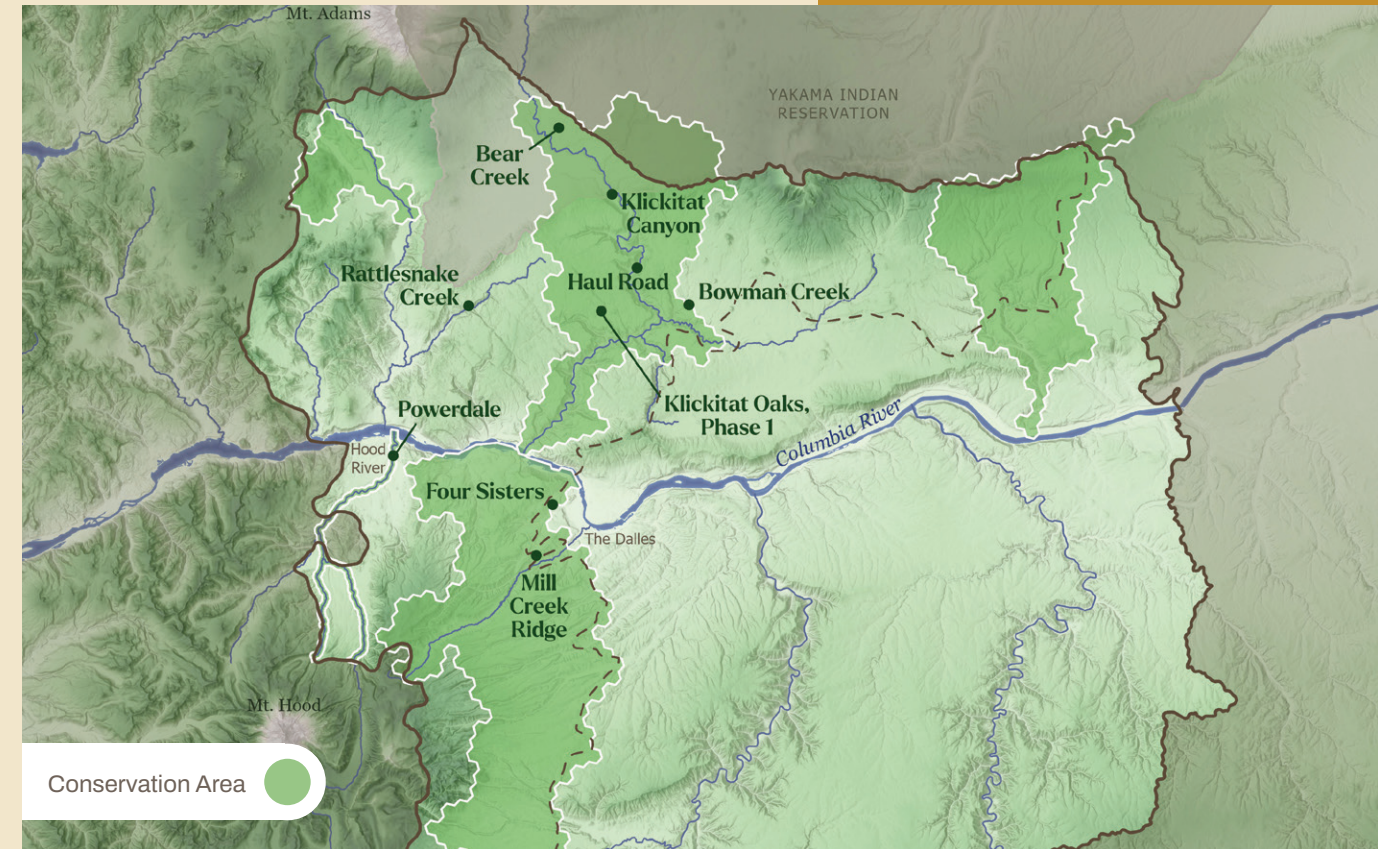 Mt. Adams
YAKAMA INDIAN
RESERVATION
Bear
Creek
Klickitat
Canyon
Rattlesnake
Creek
Haul Road
Bowman Creek
Powerdale
Klickitat Oaks,
Phase 1
Columbia River
Hood
River
Four Sisters
The Dalles
Mill
Creek
Ridge
Mt. Hood
Conservation Area